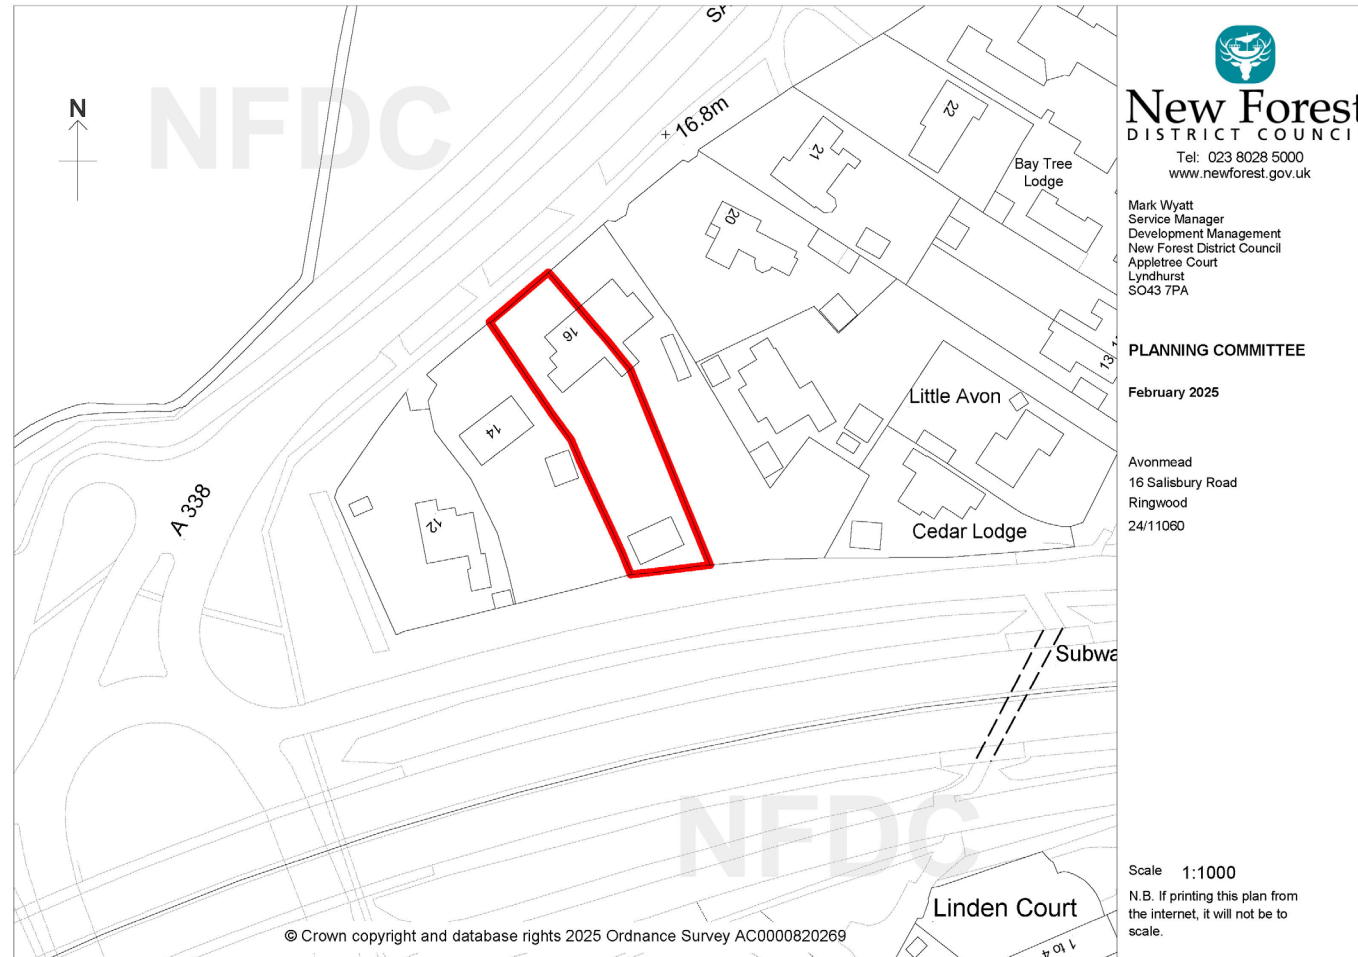 NFDC
N
16.8m
22
21
20
Bay Tree
Lodge
16
14
12
13
Little Avon
Cedar Lodge
A 338
NFDC
Linden Court
1 to 4
© Crown copyright and database rights 2025 Ordnance Survey AC0000820269
New Forest
DISTRICT COUNCI
Tel: 023 8028 5000
www.newforest.gov.uk
Mark Wyatt
Service Manager
Development Management
New Forest District Council
Appletree Court
Lyndhurst
SO43 7PA
PLANNING COMMITTEE
February 2025
Avonmead
16 Salisbury Road
Ringwood
24/11060
Scale 1:1000
N.B. If printing this plan from
the internet, it will not be to
scale.